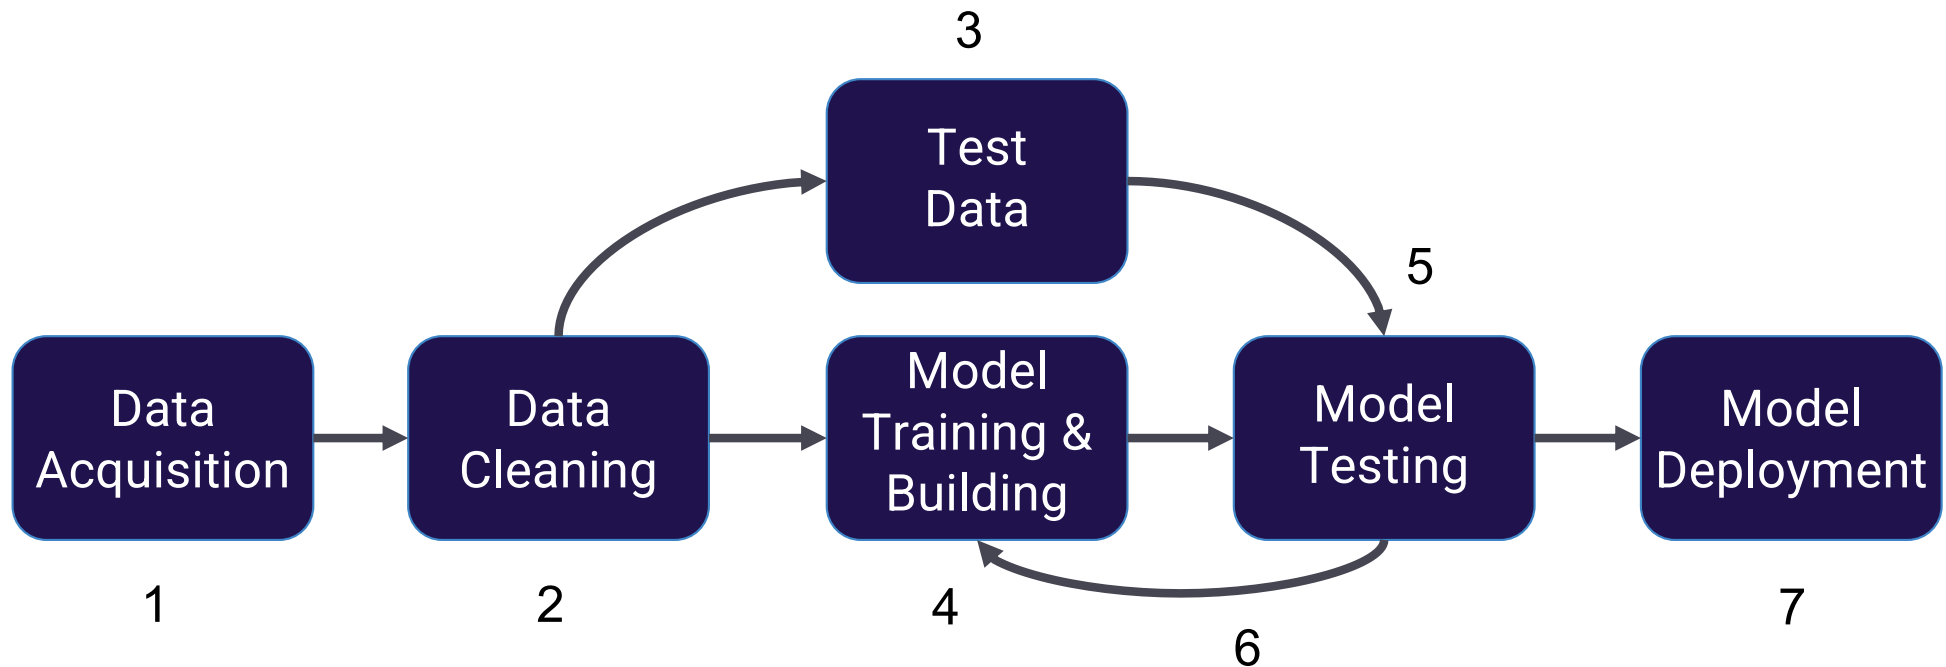 3
Test
Data
5
Data
Acquisition
Data
Cleaning
Model
Training &
Building
Model
Testing
Model
Deployment
1
2
4
6
7